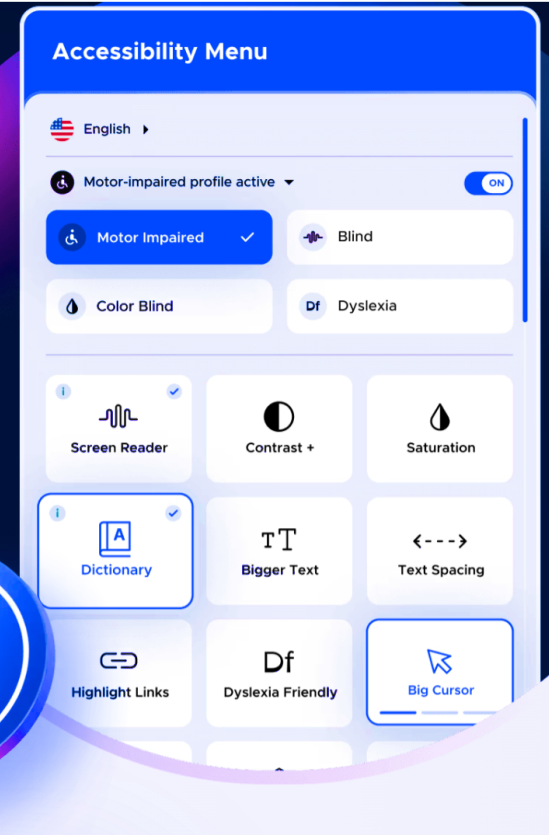 Accessibility Menu
English
Motor-impaired profile active
ON
Motor Impaired
Blind
Color Blind
Df Dyslexia
i
Screen Reader
Contrast +
Saturation
i
A
Dictionary
TT
Bigger Text
Text Spacing
Highlight Links
Df
Dyslexia Friendly
Big Cursor